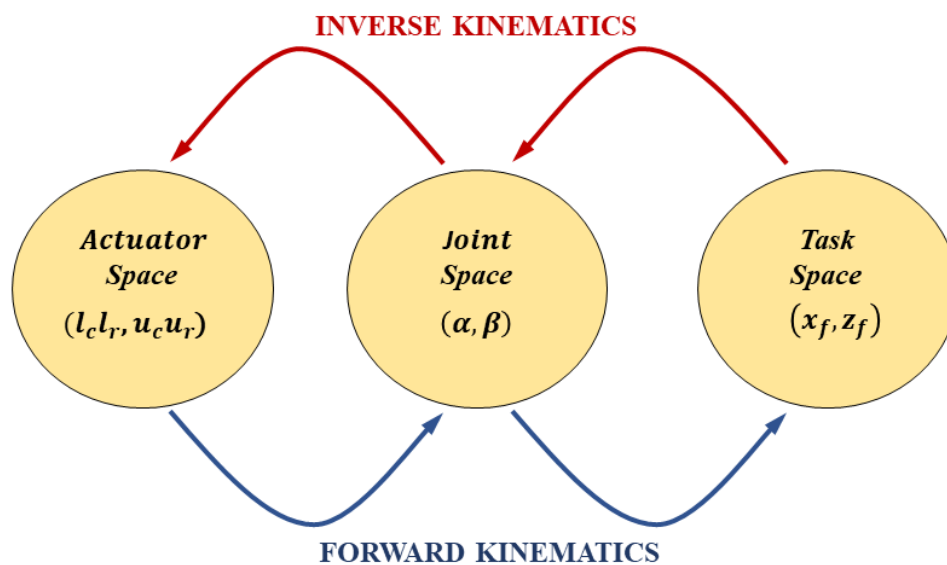 INVERSE KINEMATICS
Actuator
Space
(l_c l_r, u_c u_r)
Joint
Space
(α, β)
Task
Space
(x_f, z_f)
FORWARD KINEMATICS